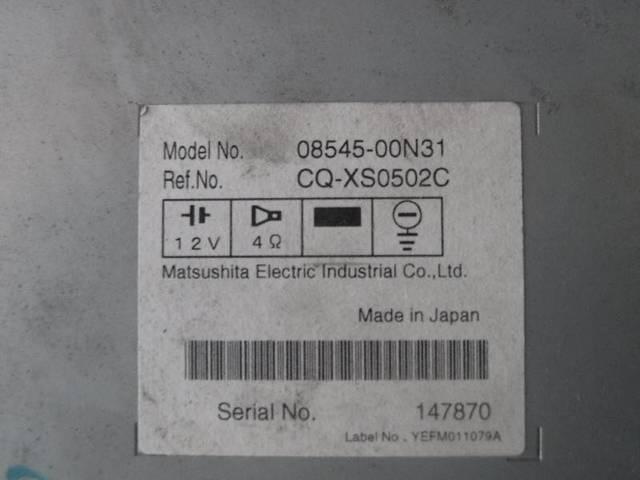 Model No. 08545-00N31
Ref.No. CQ-XS0502C
12V 4Ω
Matsushita Electric Industrial Co.,Ltd.
Made in Japan
Serial No. 147870
Label No. YEFM011079A